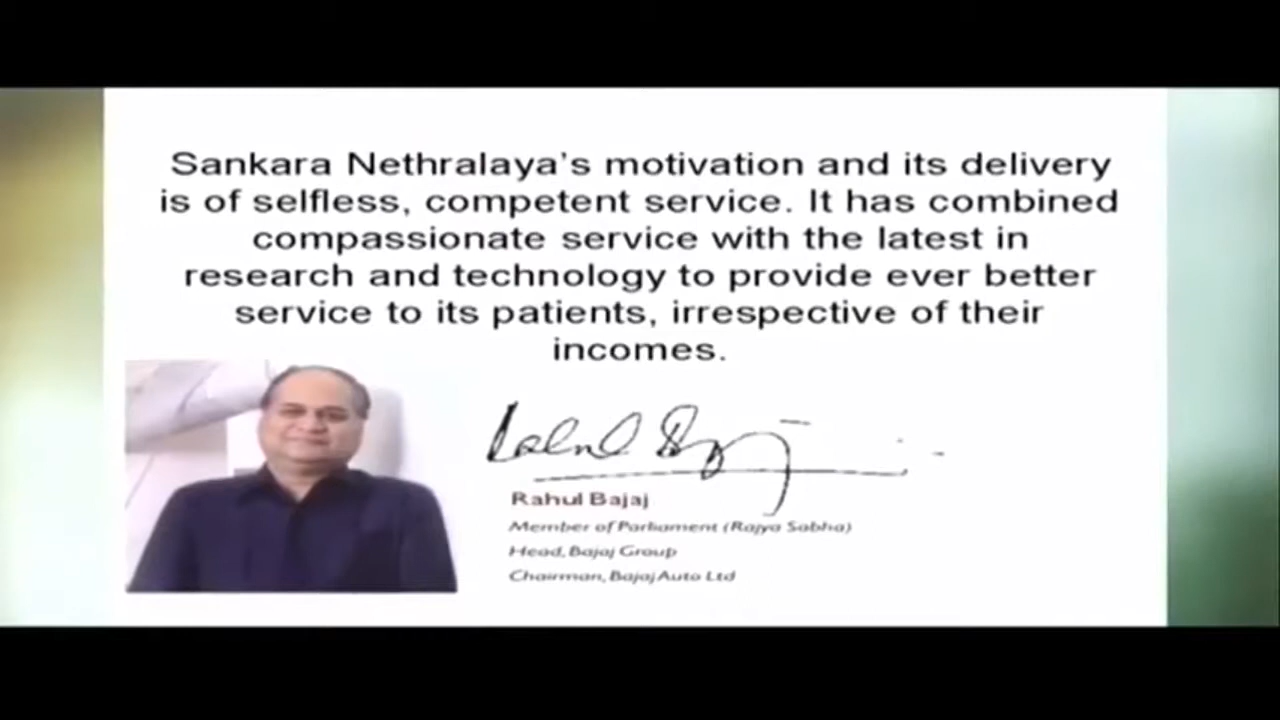 Sankara Nethralaya's motivation and its delivery
is of selfless, competent service. It has combined
compassionate service with the latest in
research and technology to provide ever better
service to its patients, irrespective of their
incomes.
Rahul Bajaj
Rahul Bajaj
Member of Parliament (Rajya Sabha)
Head, Bajaj Group
Chairman, Bajaj Auto Ltd